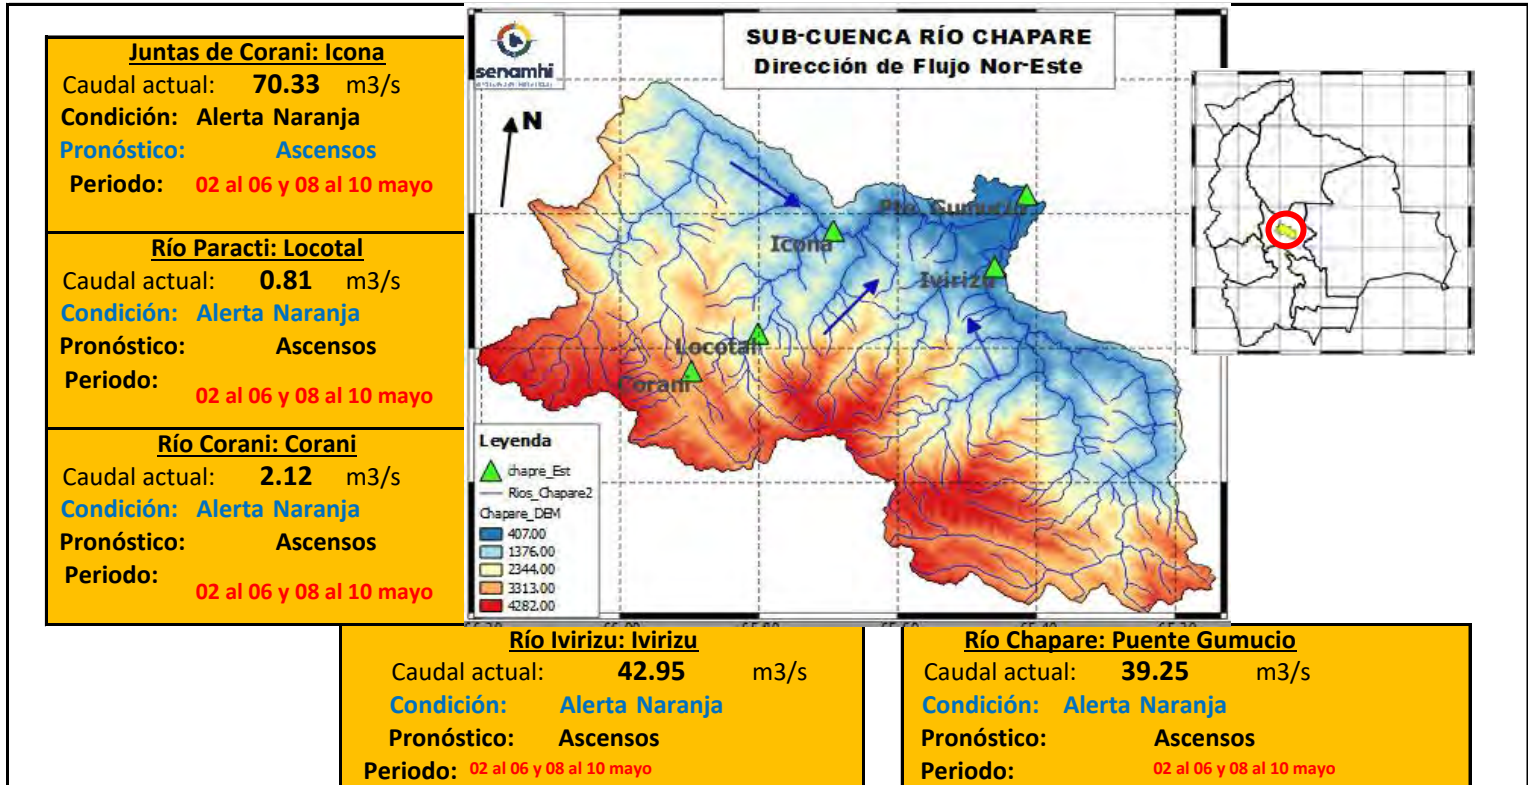 Juntas de Corani: Icona
Caudal actual: 70.33 m3/s
Condición: Alerta Naranja
Pronóstico: Ascensos
Periodo: 02 al 06 y 08 al 10 mayo
Río Paracti: Locotal
Caudal actual: 0.81 m3/s
Condición: Alerta Naranja
Pronóstico: Ascensos
Periodo:
02 al 06 y 08 al 10 mayo
Río Corani: Corani
Caudal actual: 2.12 m3/s
Condición: Alerta Naranja
Pronóstico: Ascensos
Periodo:
02 al 06 y 08 al 10 mayo
senamhi
SUB-CUENCA RÍO CHAPARE
Dirección de Flujo Nor-Este
N
Pte. Gumucio
Icona
Ivirizu
Locotal
Corani
Leyenda
chapre_Est
Rios_Chapare2
Chapare_DEM
407.00
1376.00
2344.00
3313.00
4282.00
Río Ivirizu: Ivirizu
Caudal actual: 42.95 m3/s
Condición: Alerta Naranja
Pronóstico: Ascensos
Periodo: 02 al 06 y 08 al 10 mayo
Río Chapare: Puente Gumucio
Caudal actual: 39.25 m3/s
Condición: Alerta Naranja
Pronóstico: Ascensos
Periodo: 02 al 06 y 08 al 10 mayo